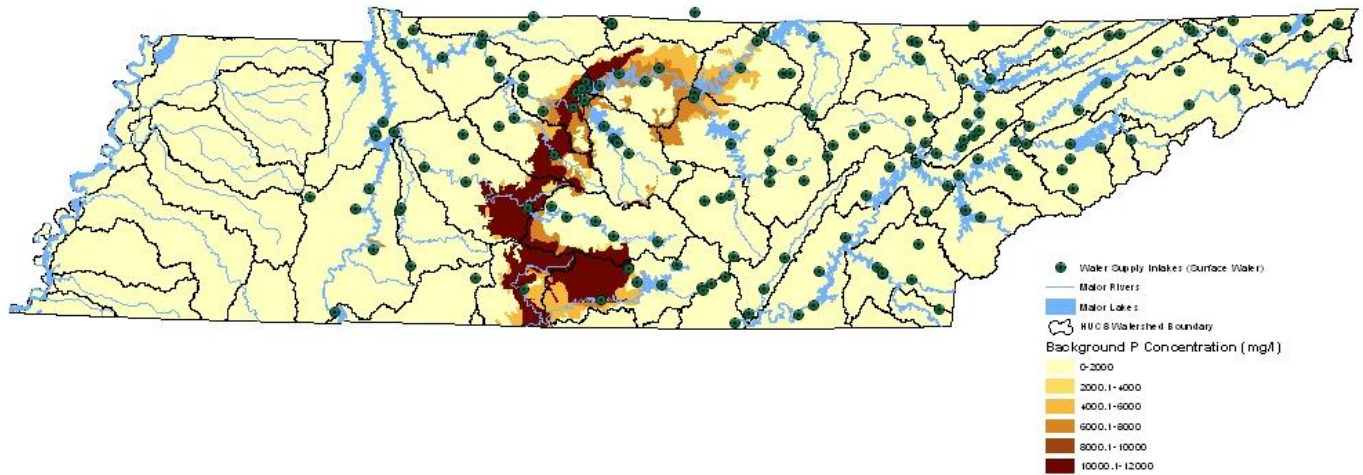 Water Supply Intakes (Surface Water)
Major Rivers
Major Lakes
HUC8 Watershed Boundary
Background P Concentration (mg/l)
0-2000
2000.1-4000
4000.1-6000
6000.1-8000
8000.1-10000
10000.1-12000